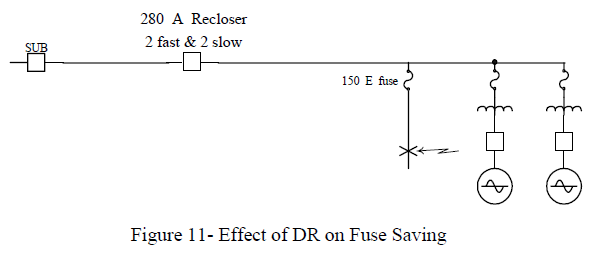 280 A Recloser
2 fast & 2 slow
SUB
150 E fuse
Figure 11- Effect of DR on Fuse Saving